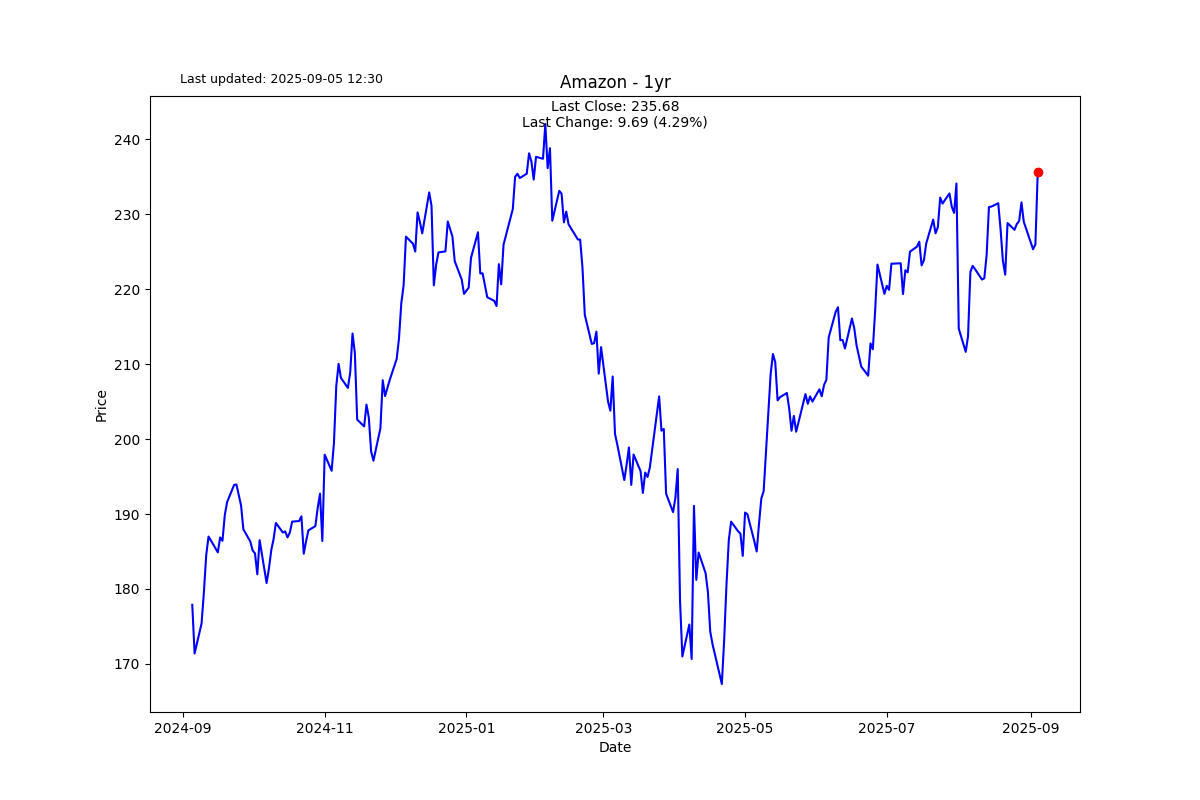 Last updated: 2025-09-05 12:30
Amazon - 1yr
Last Close: 235.68
Last Change: 9.69 (4.29%)
240
230
220
210
200
190
180
170
Price
2024-09
2024-11
2025-01
2025-03
2025-05
2025-07
2025-09
Date